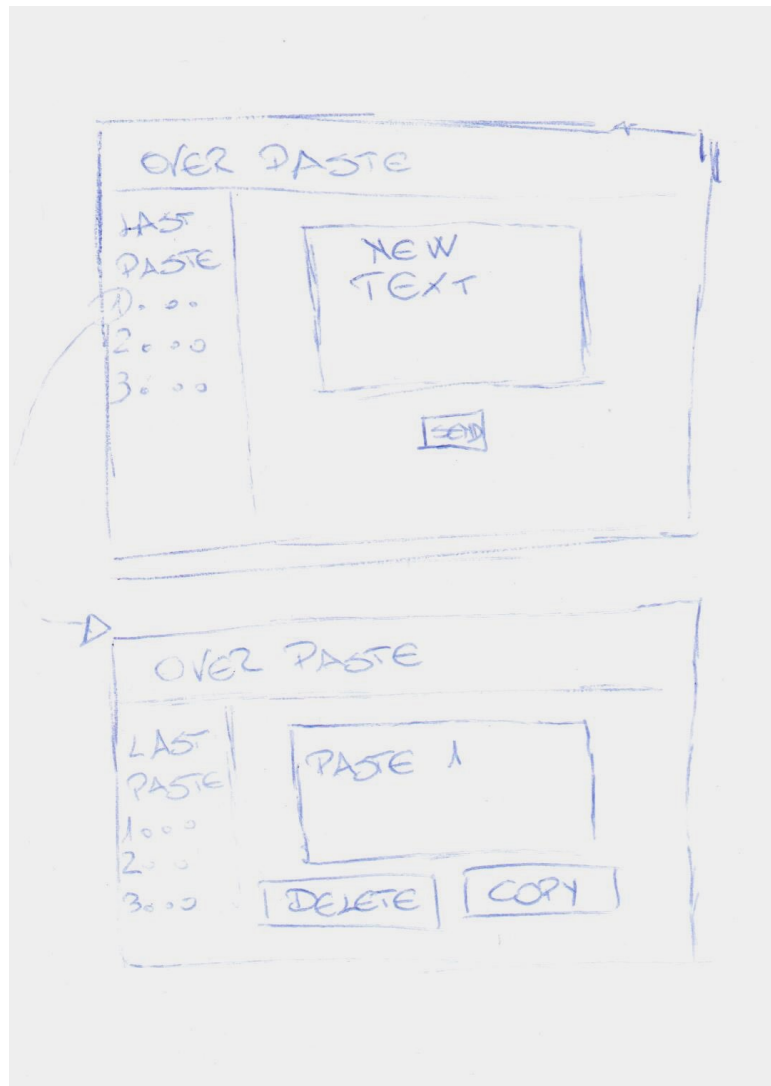 OVER PASTE
LAST
PASTE
1. . .
2. . .
3. . .
NEW
TEXT
SEND
OVER PASTE
LAST
PASTE
1 . . .
2 . . .
3 . . .
PASTE 1
DELETE
COPY